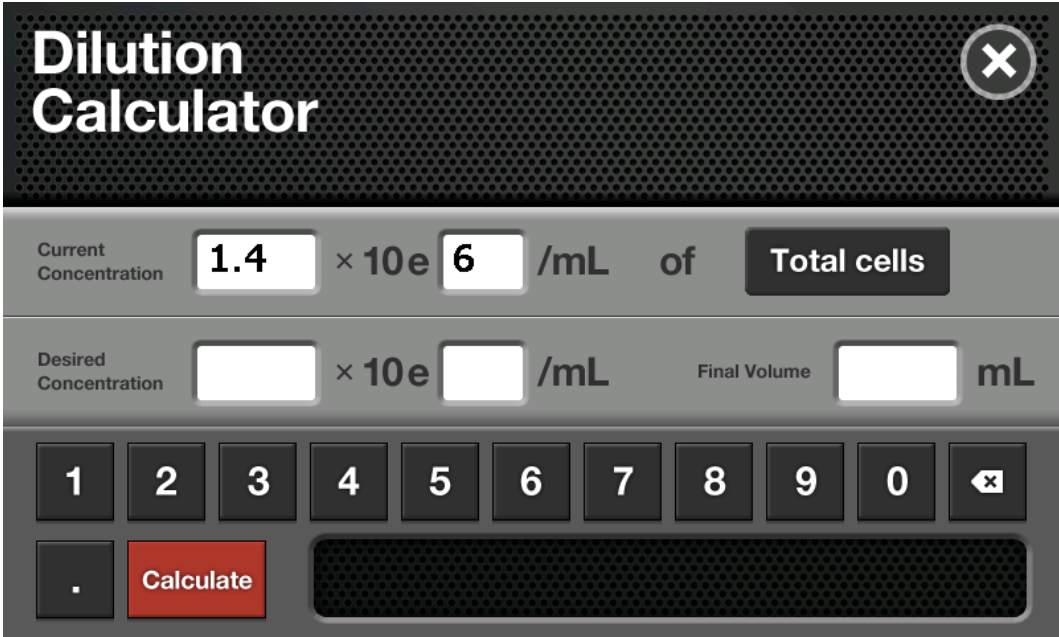 Dilution
Calculator
Current
Concentration
1.4 × 10e 6 /mL of Total cells
Desired
Concentration
× 10e /mL Final Volume mL
1 2 3 4 5 6 7 8 9 0
. Calculate